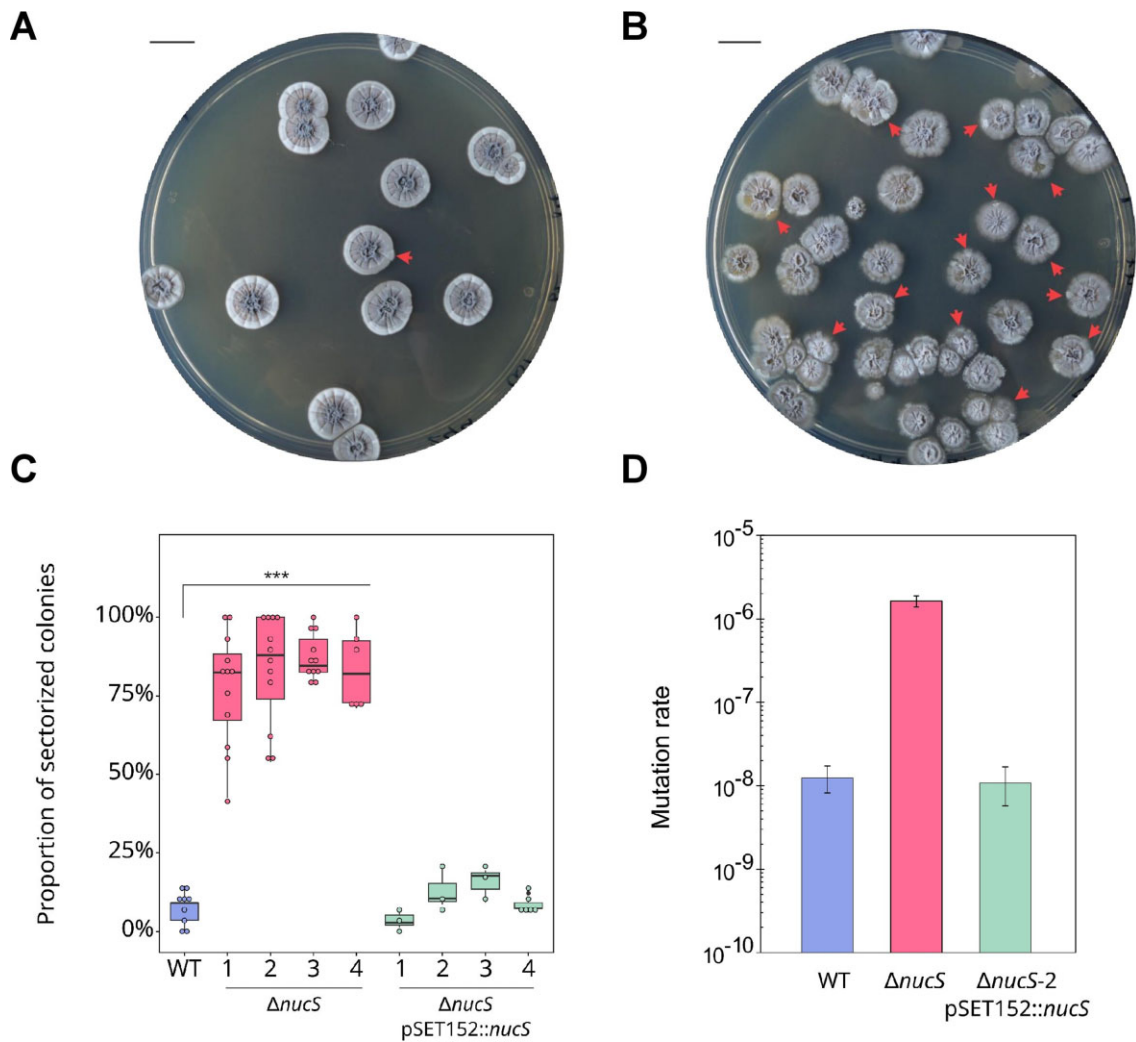 A
B
C
D
Proportion of sectorized colonies
***
100%
75%
50%
25%
0%
WT
1
2
3
4
1
2
3
4
ΔnucS
ΔnucS
pSET152::nucS
Mutation rate
10-5
10-6
10-7
10-8
10-9
10-10
WT
ΔnucS
ΔnucS-2
pSET152::nucS